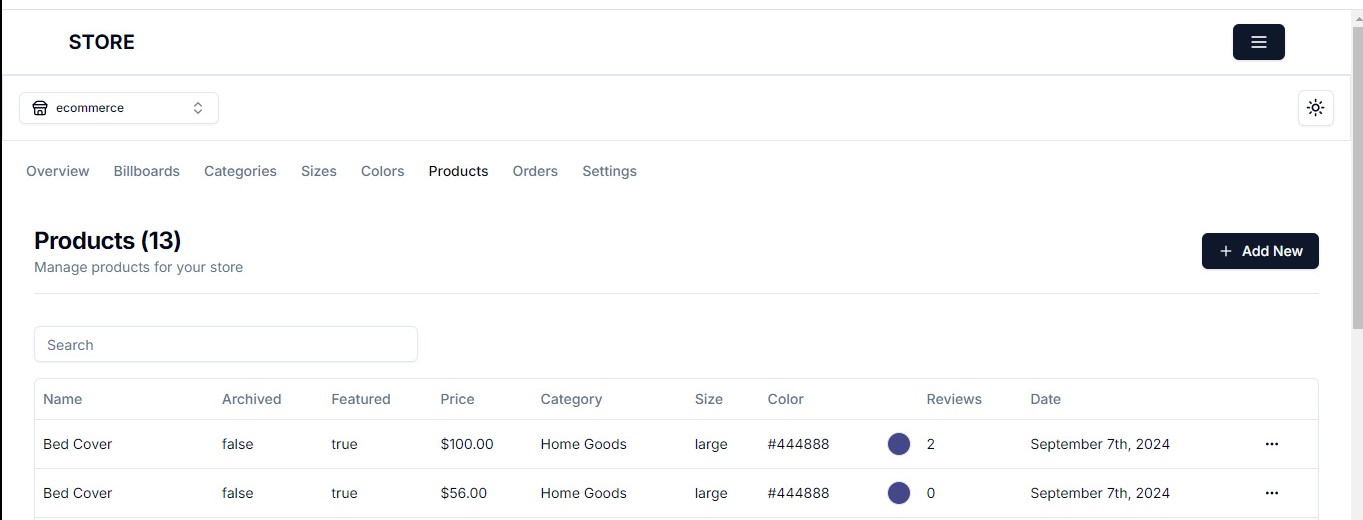 STORE
ecommerce
Overview Billboards Categories Sizes Colors Products Orders Settings
Products (13)
Manage products for your store
+ Add New
Search
Name Archived Featured Price Category Size Color Reviews Date
Bed Cover false true $100.00 Home Goods large #444888 2 September 7th, 2024 ...
Bed Cover false true $56.00 Home Goods large #444888 0 September 7th, 2024 ...